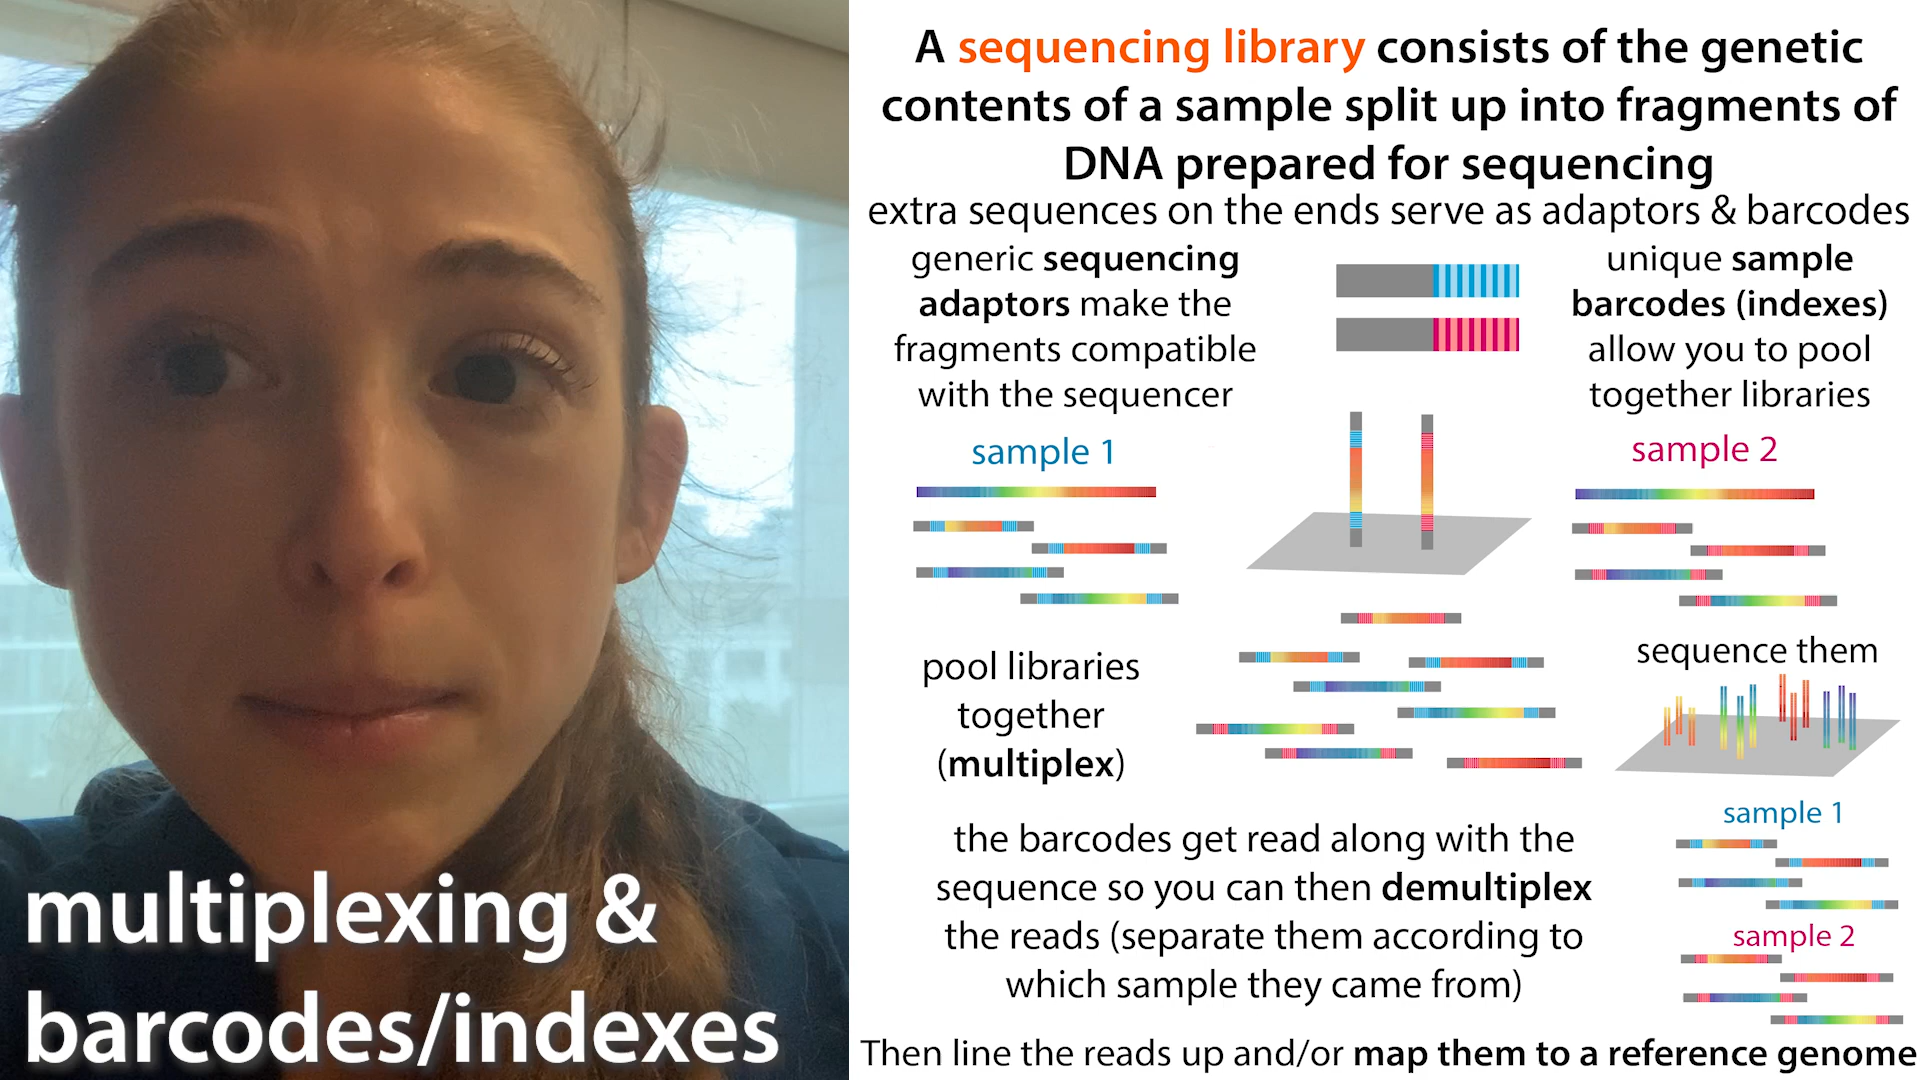 multiplexing &
barcodes/indexes
A sequencing library consists of the genetic
contents of a sample split up into fragments of
DNA prepared for sequencing
extra sequences on the ends serve as adaptors & barcodes
generic sequencing
adaptors make the
fragments compatible
with the sequencer
unique sample
barcodes (indexes)
allow you to pool
together libraries
sample 1
sample 2
pool libraries
together
(multiplex)
sequence them
the barcodes get read along with the
sequence so you can then demultiplex
the reads (separate them according to
which sample they came from)
sample 1
sample 2
Then line the reads up and/or map them to a reference genome